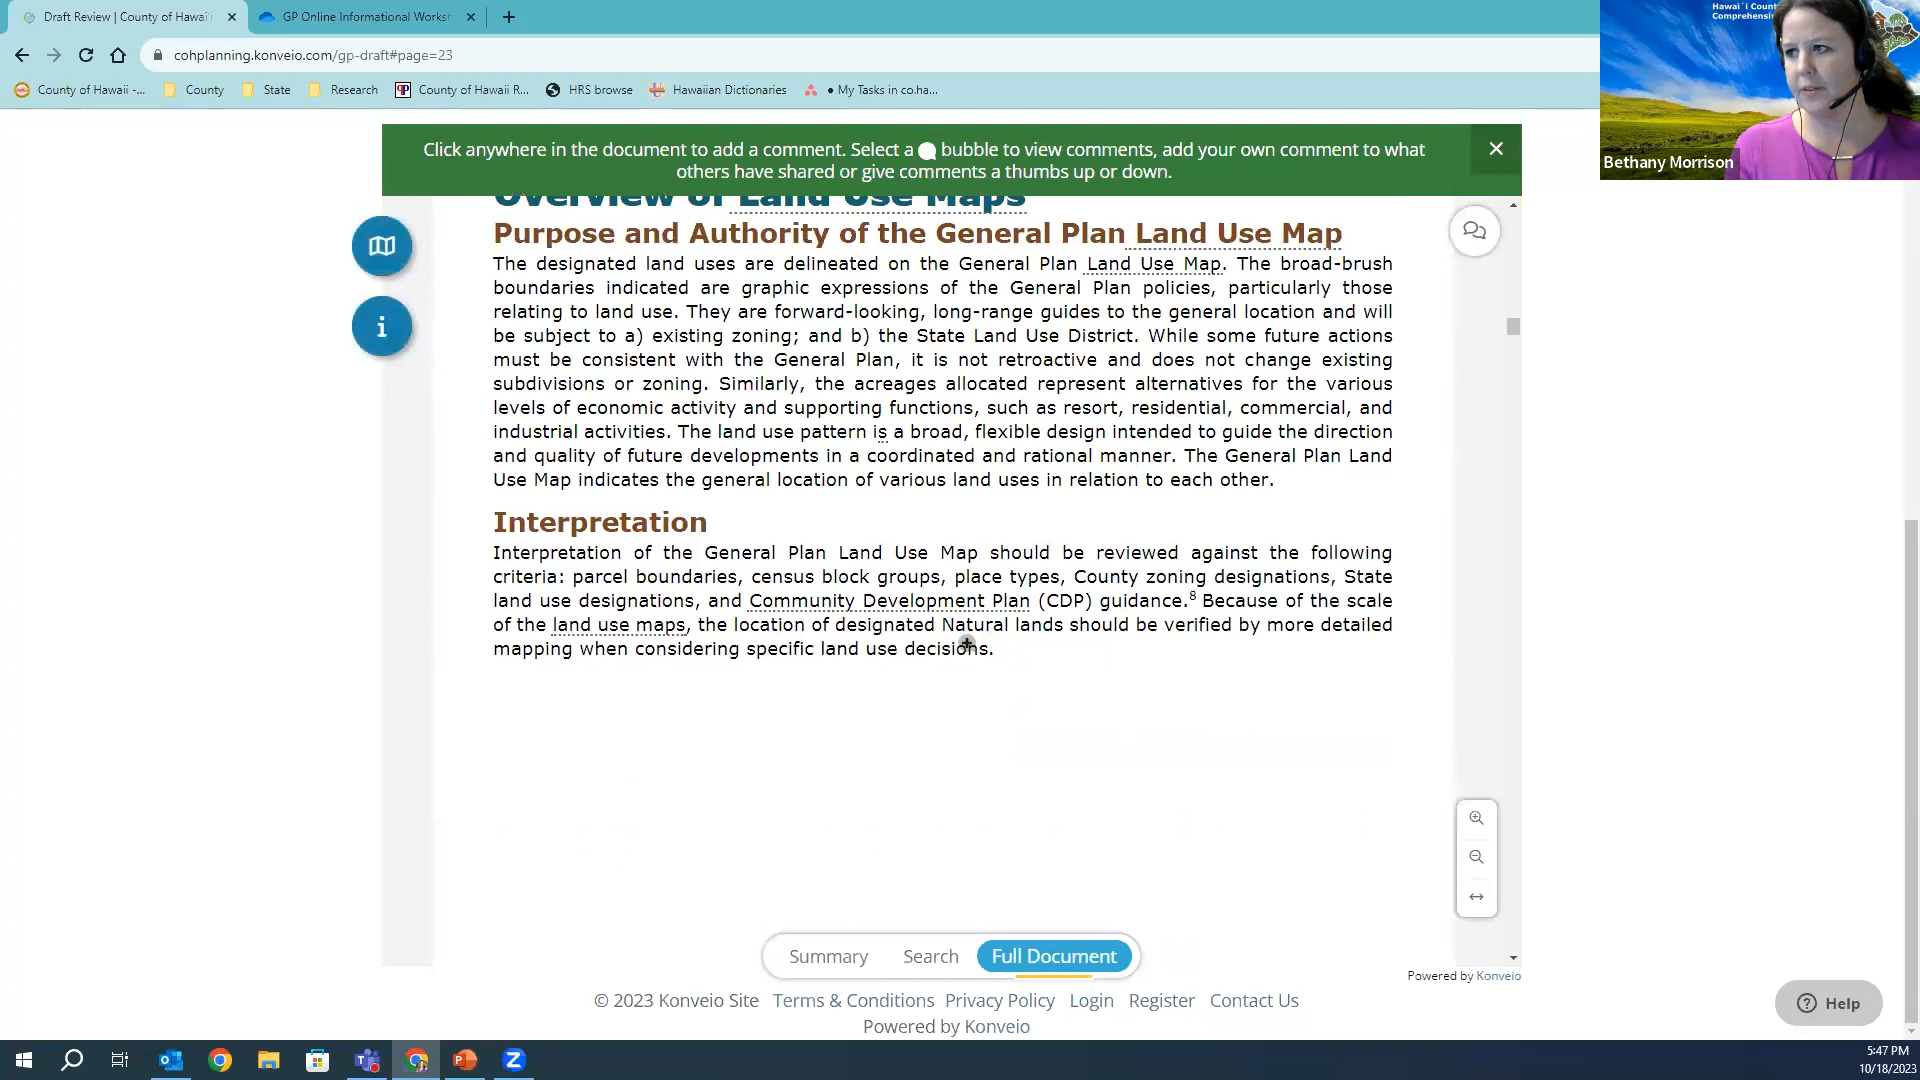 Draft Review | County of Hawai'i
GP Online Informational Worksh
cohplanning.konveio.com/gp-draft#page=23
County of Hawaii -...
County
State
Research
County of Hawaii R...
HRS browse
Hawaiian Dictionaries
• My Tasks in co.ha...
Hawai´i Count
Comprehensiv
Bethany Morrison
Click anywhere in the document to add a comment. Select a bubble to view comments, add your own comment to what
others have shared or give comments a thumbs up or down.
Overview of Land Use Maps
Purpose and Authority of the General Plan Land Use Map
The designated land uses are delineated on the General Plan Land Use Map. The broad-brush
boundaries indicated are graphic expressions of the General Plan policies, particularly those
relating to land use. They are forward-looking, long-range guides to the general location and will
be subject to a) existing zoning; and b) the State Land Use District. While some future actions
must be consistent with the General Plan, it is not retroactive and does not change existing
subdivisions or zoning. Similarly, the acreages allocated represent alternatives for the various
levels of economic activity and supporting functions, such as resort, residential, commercial, and
industrial activities. The land use pattern is a broad, flexible design intended to guide the direction
and quality of future developments in a coordinated and rational manner. The General Plan Land
Use Map indicates the general location of various land uses in relation to each other.
Interpretation
Interpretation of the General Plan Land Use Map should be reviewed against the following
criteria: parcel boundaries, census block groups, place types, County zoning designations, State
land use designations, and Community Development Plan (CDP) guidance.⁸ Because of the scale
of the land use maps, the location of designated Natural lands should be verified by more detailed
mapping when considering specific land use decisions.
Summary
Search
Full Document
Powered by Konveio
© 2023 Konveio Site Terms & Conditions Privacy Policy Login Register Contact Us
Powered by Konveio
Help
5:47 PM
10/18/2023